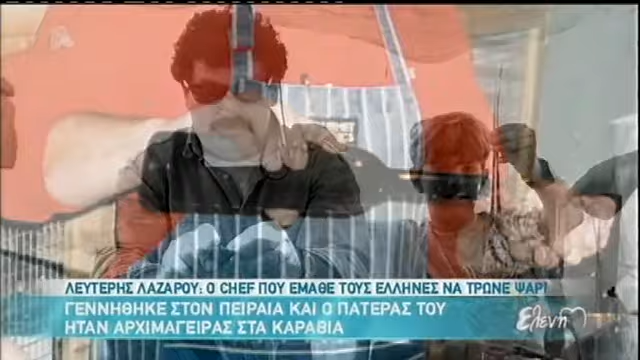 ΛΕΥΤΕΡΗΣ ΛΑΖΑΡΟΥ: Ο CHEF ΠΟΥ ΕΜΑΘΕ ΤΟΥΣ ΕΛΛΗΝΕΣ ΝΑ ΤΡΩΝΕ ΨΑΡΙ
ΓΕΝΝΗΘΗΚΕ ΣΤΟΝ ΠΕΙΡΑΙΑ ΚΑΙ Ο ΠΑΤΕΡΑΣ ΤΟΥ
ΗΤΑΝ ΑΡΧΙΜΑΓΕΙΡΑΣ ΣΤΑ ΚΑΡΑΒΙΑ
Ελένη